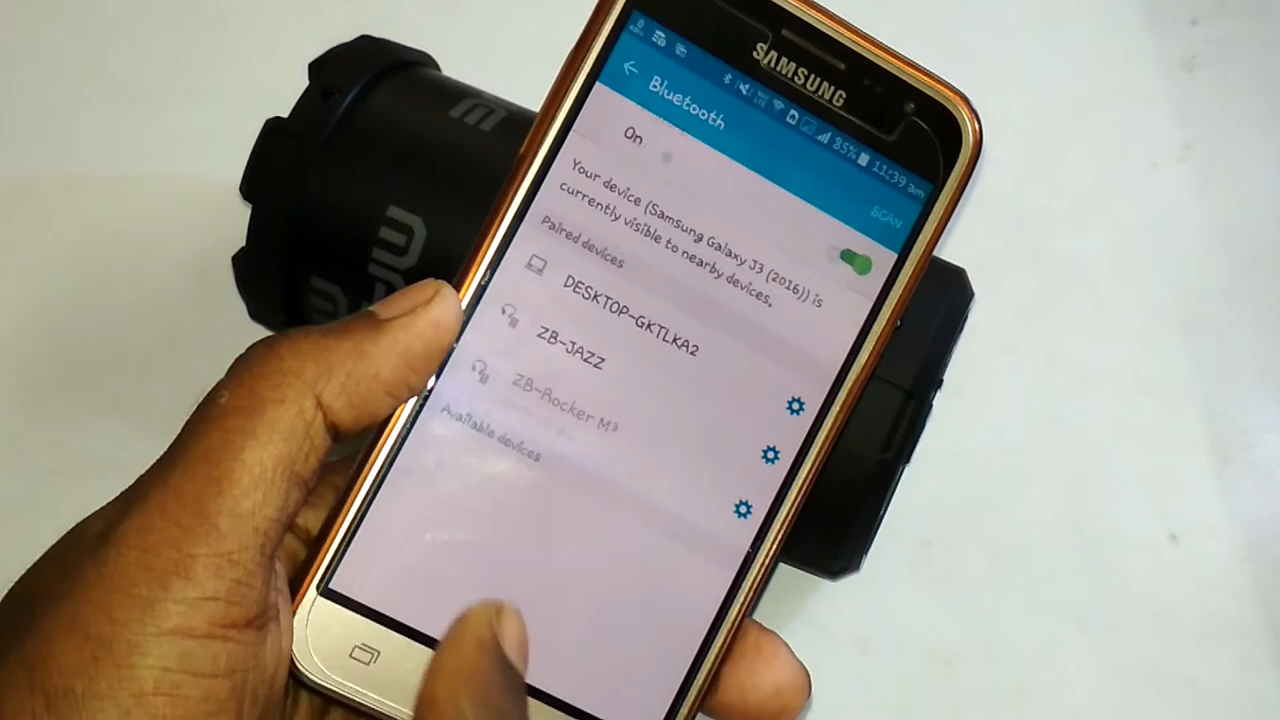 SAMSUNG
85% 11:39 am
Bluetooth
SCAN
On
Your device (Samsung Galaxy J3 (2016)) is
currently visible to nearby devices.
Paired devices
DESKTOP-GKTLKA2
ZB-JAZZ
ZB-Rocker M³
Available devices